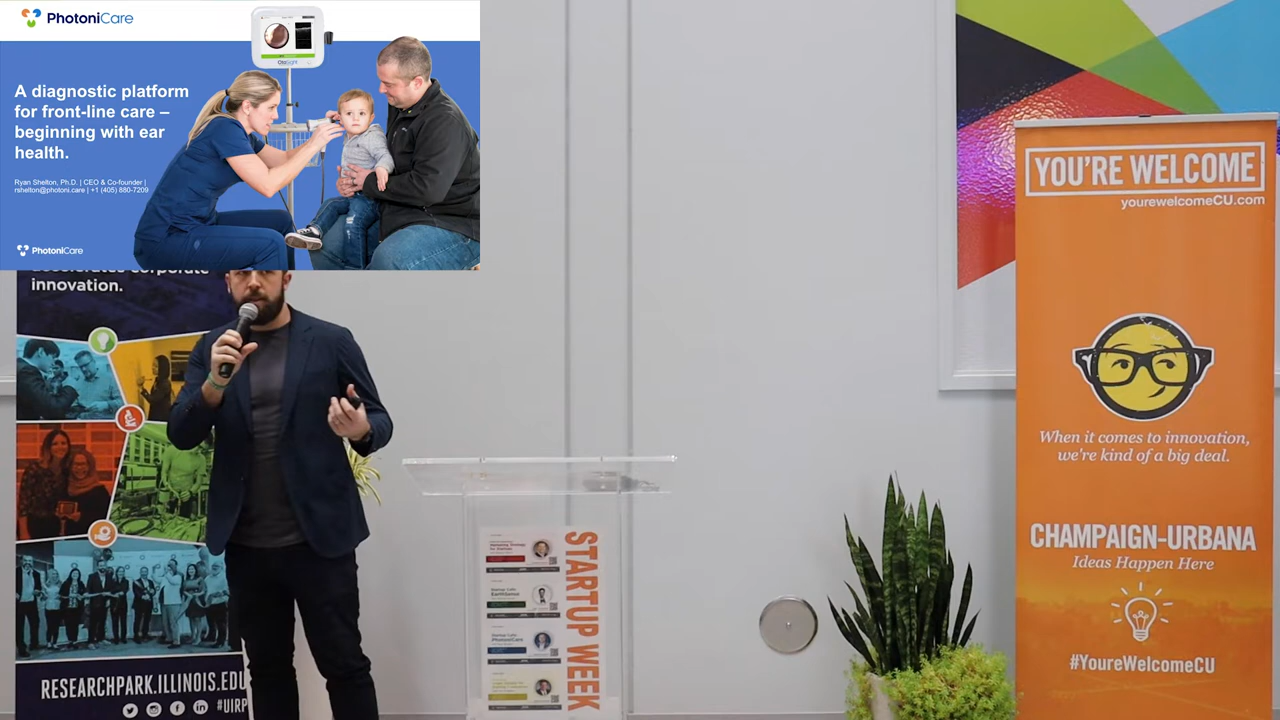 PhotoniCare
OtoSight
A diagnostic platform
for front-line care –
beginning with ear
health.
Ryan Shelton, Ph.D. | CEO & Co-founder |
rshelton@photoni.care | +1 (405) 880-7209
PhotoniCare
innovation.
RESEARCHPARK.ILLINOIS.EDU
#UIRP
STARTUP WEEK
YOU'RE WELCOME
yourewelcomeCU.com
When it comes to innovation,
we're kind of a big deal.
CHAMPAIGN-URBANA
Ideas Happen Here
#YoureWelcomeCU